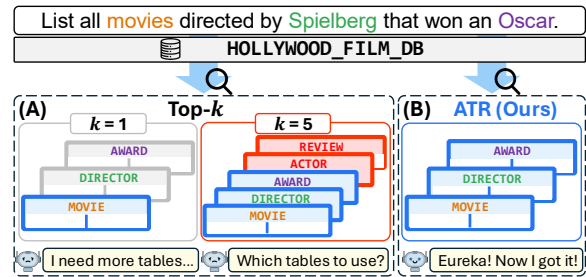 List all movies directed by Spielberg that won an Oscar.
HOLLYWOOD_FILM_DB
(A) Top-k
k = 1
AWARD
DIRECTOR
MOVIE
k = 5
REVIEW
ACTOR
AWARD
DIRECTOR
MOVIE
I need more tables...
Which tables to use?
(B) ATR (Ours)
AWARD
DIRECTOR
MOVIE
Eureka! Now I got it!